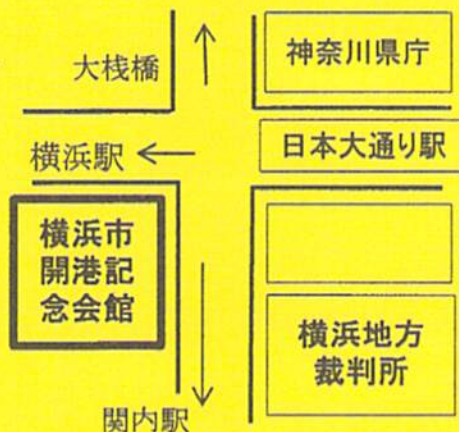 神奈川県庁
大桟橋
日本大通り駅
横浜駅
横浜市
開港記
念会館
横浜地方
裁判所
関内駅